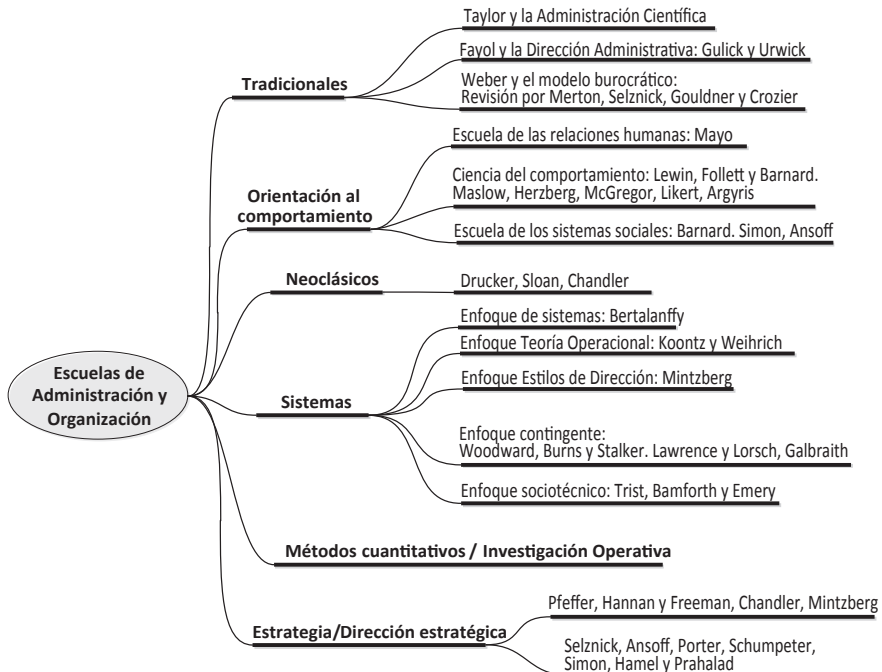 Taylor y la Administración Científica
Fayol y la Dirección Administrativa: Gulick y Urwick
Tradicionales
Weber y el modelo burocrático:
Revisión por Merton, Selznick, Gouldner y Crozier
Escuela de las relaciones humanas: Mayo
Ciencia del comportamiento: Lewin, Follett y Barnard.
Maslow, Herzberg, McGregor, Likert, Argyris
Orientación al
comportamiento
Escuela de los sistemas sociales: Barnard. Simon, Ansoff
Neoclásicos
Drucker, Sloan, Chandler
Enfoque de sistemas: Bertalanffy
Enfoque Teoría Operacional: Koontz y Weihrich
Enfoque Estilos de Dirección: Mintzberg
Escuelas de
Administración y
Organización
Sistemas
Enfoque contingente:
Woodward, Burns y Stalker. Lawrence y Lorsch, Galbraith
Enfoque sociotécnico: Trist, Bamforth y Emery
Métodos cuantitativos / Investigación Operativa
Pfeffer, Hannan y Freeman, Chandler, Mintzberg
Estrategia/Dirección estratégica
Selznick, Ansoff, Porter, Schumpeter,
Simon, Hamel y Prahalad